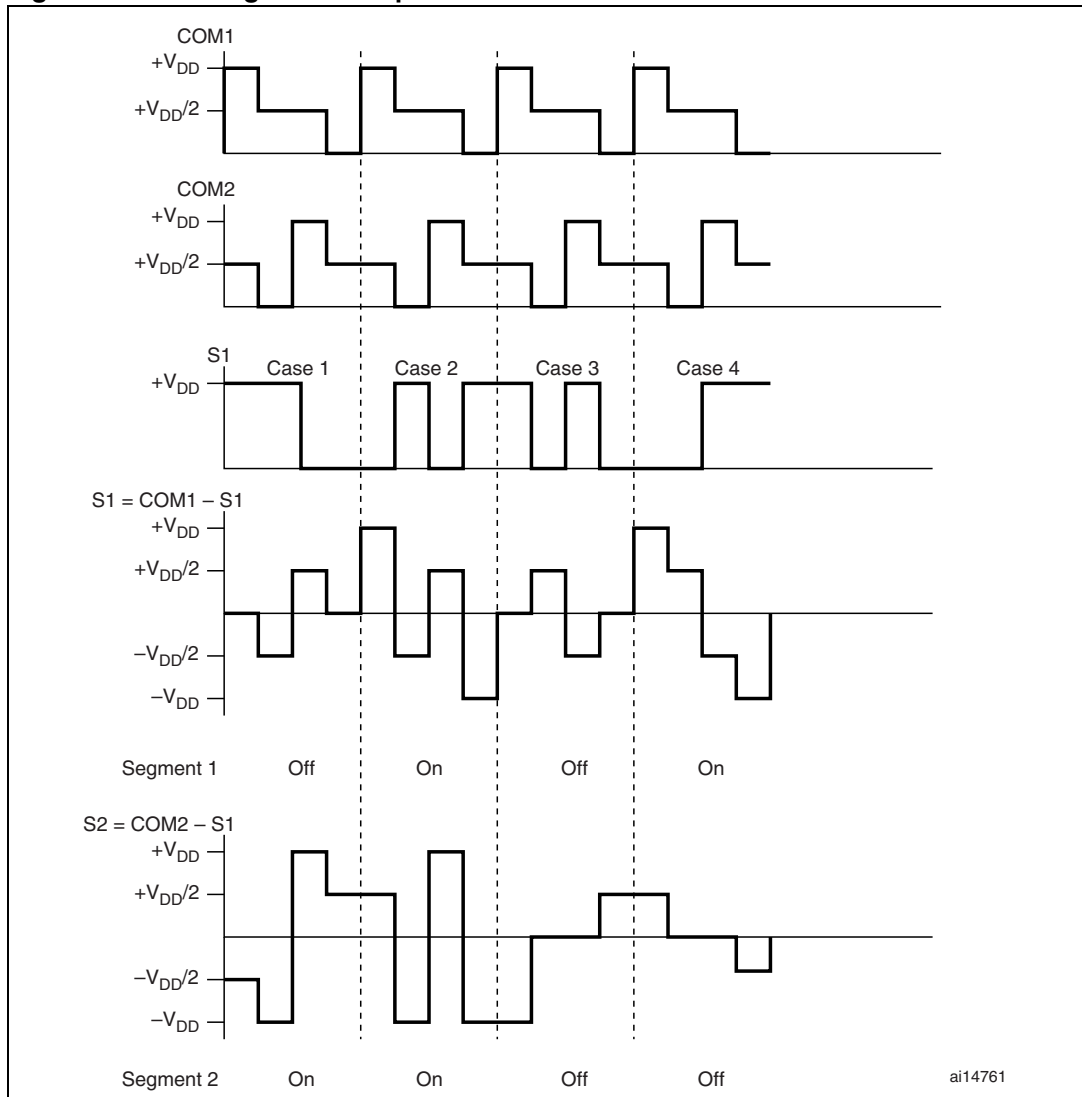 COM1
+VDD
+VDD/2
COM2
+VDD
+VDD/2
S1
Case 1 Case 2 Case 3 Case 4
+VDD
S1 = COM1 – S1
+VDD
+VDD/2
–VDD/2
–VDD
Segment 1 Off On Off On
S2 = COM2 – S1
+VDD
+VDD/2
–VDD/2
–VDD
Segment 2 On On Off Off
ai14761